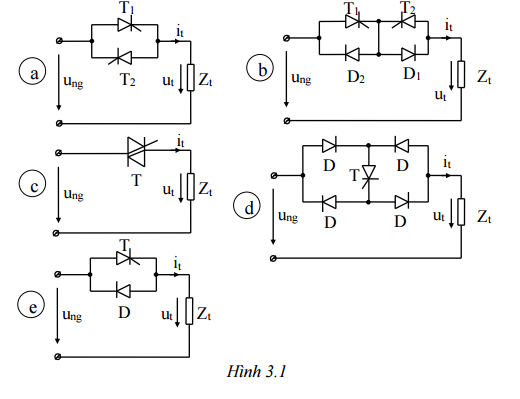 T1 it
a ung T2 ut Zt
T1 T2 it
b ung D2 D1 ut Zt
c ung T it ut Zt
D T D it
d ung D D ut Zt
T it
e ung D ut Zt
Hình 3.1